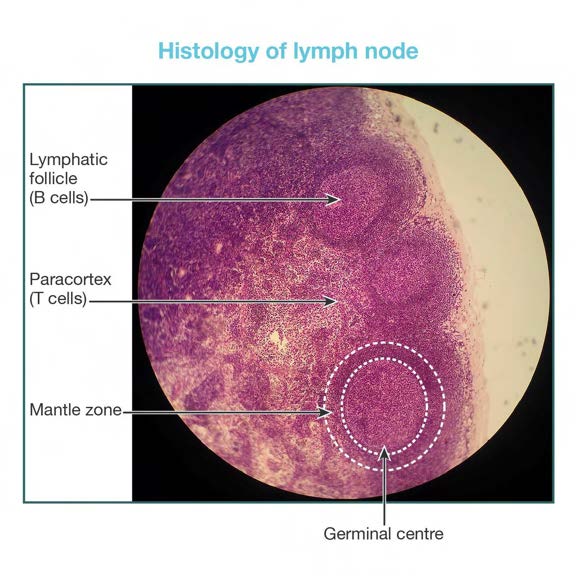 Histology of lymph node
Lymphatic
follicle
(B cells)
Paracortex
(T cells)
Mantle zone
Germinal centre